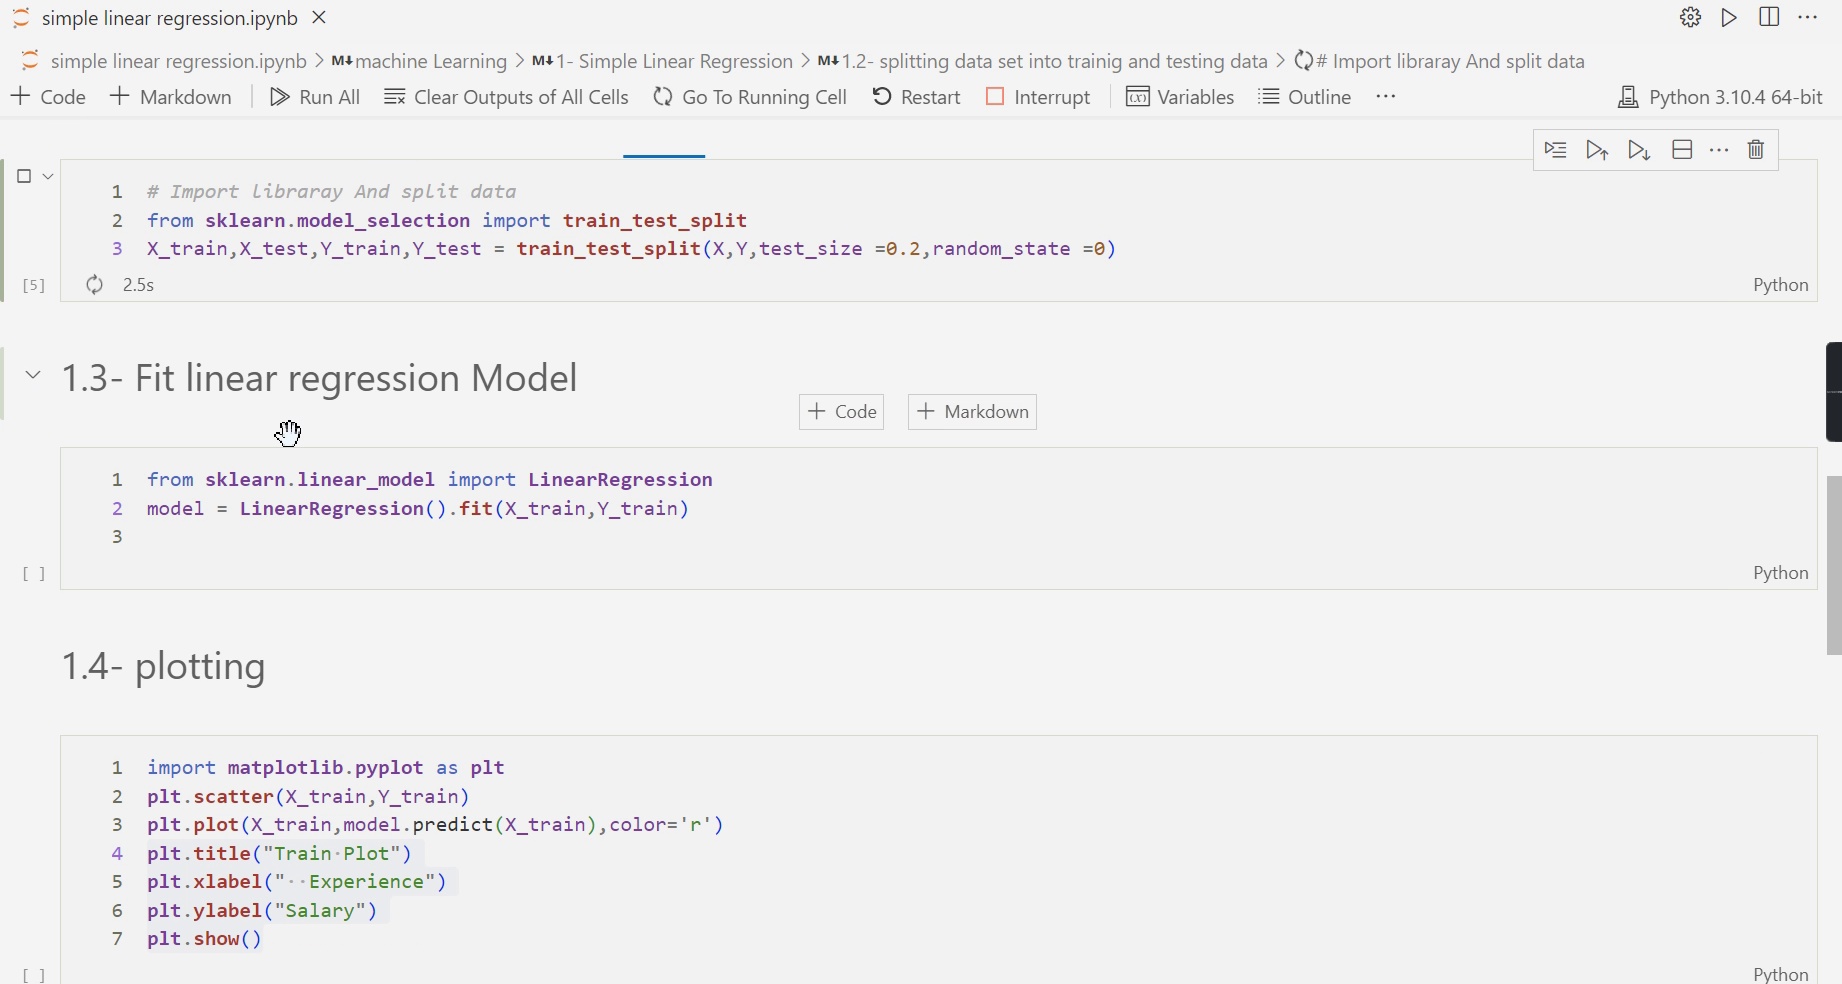 simple linear regression.ipynb
simple linear regression.ipynb > M↓machine Learning > M↓1- Simple Linear Regression > M↓1.2- splitting data set into trainig and testing data > # Import libraray And split data
+ Code + Markdown Run All Clear Outputs of All Cells Go To Running Cell Restart Interrupt Variables Outline ··· Python 3.10.4 64-bit
1 # Import libraray And split data
2 from sklearn.model_selection import train_test_split
3 X_train,X_test,Y_train,Y_test = train_test_split(X,Y,test_size =0.2,random_state =0)
[5] 2.5s Python
1.3- Fit linear regression Model
+ Code + Markdown
1 from sklearn.linear_model import LinearRegression
2 model = LinearRegression().fit(X_train,Y_train)
3
[ ] Python
1.4- plotting
1 import matplotlib.pyplot as plt
2 plt.scatter(X_train,Y_train)
3 plt.plot(X_train,model.predict(X_train),color='r')
4 plt.title("Train·Plot")
5 plt.xlabel("··Experience")
6 plt.ylabel("Salary")
7 plt.show()
[ ] Python